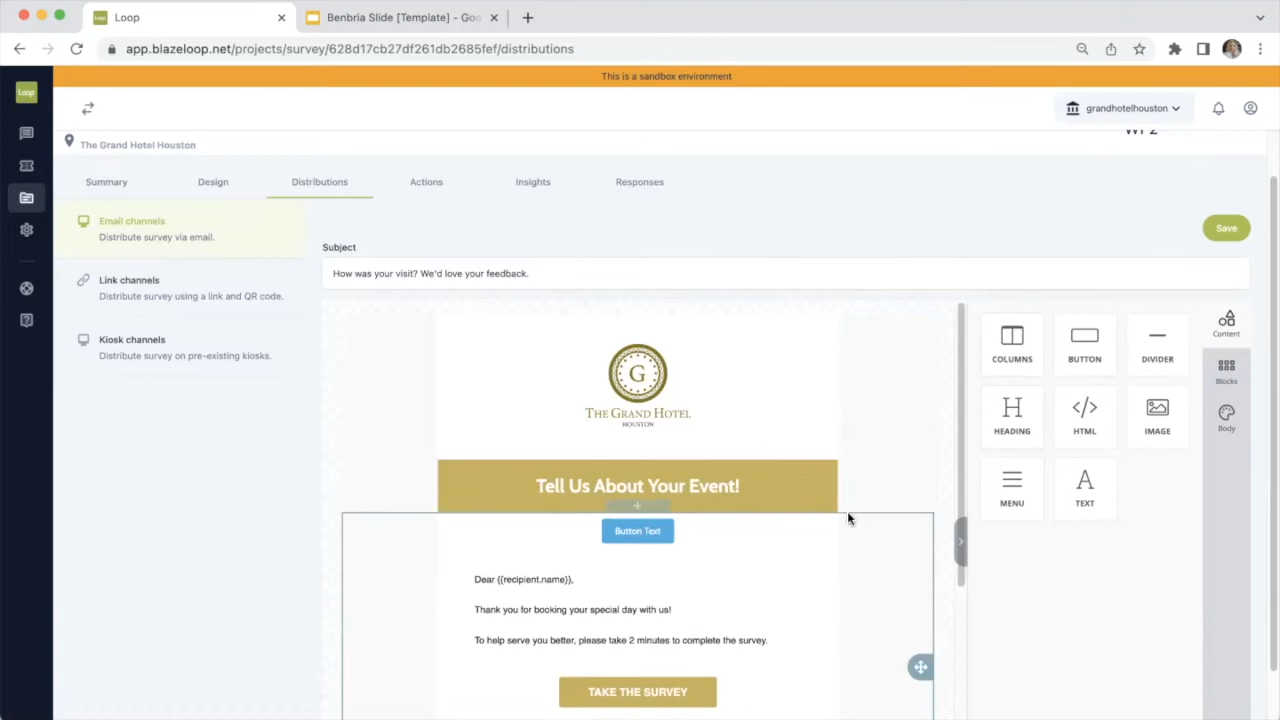 Loop
Benbria Slide [Template] - Goo
app.blazeloop.net/projects/survey/628d17cb27df261db2685fef/distributions
This is a sandbox environment
loop
grandhotelhouston
The Grand Hotel Houston
Summary
Design
Distributions
Actions
Insights
Responses
Email channels
Distribute survey via email.
Link channels
Distribute survey using a link and QR code.
Kiosk channels
Distribute survey on pre-existing kiosks.
Save
Subject
How was your visit? We'd love your feedback.
G
THE GRAND HOTEL
HOUSTON
Tell Us About Your Event!
Button Text
Dear {{recipient.name}},
Thank you for booking your special day with us!
To help serve you better, please take 2 minutes to complete the survey.
TAKE THE SURVEY
COLUMNS
BUTTON
DIVIDER
HEADING
HTML
IMAGE
MENU
TEXT
Content
Blocks
Body